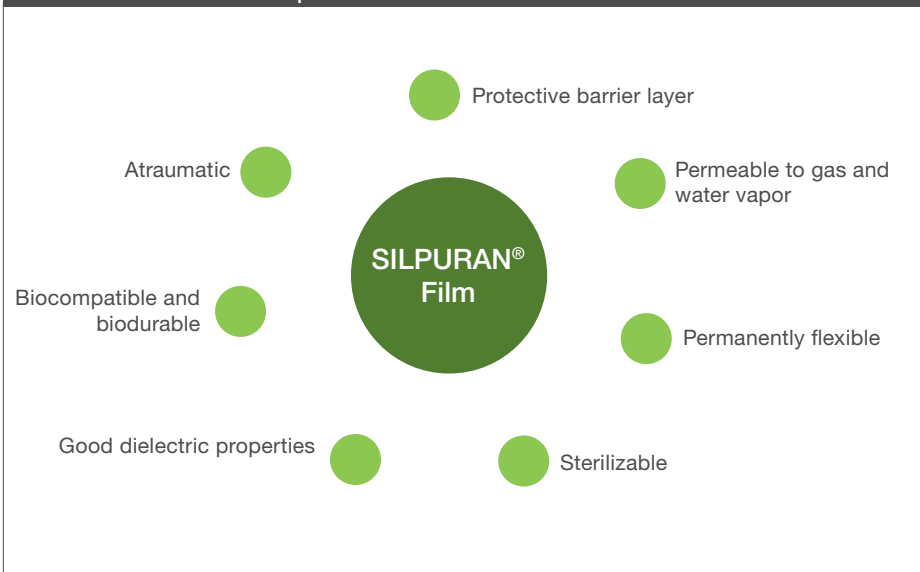 Protective barrier layer
Atraumatic
Permeable to gas and
water vapor
SILPURAN®
Film
Biocompatible and
biodurable
Permanently flexible
Good dielectric properties
Sterilizable